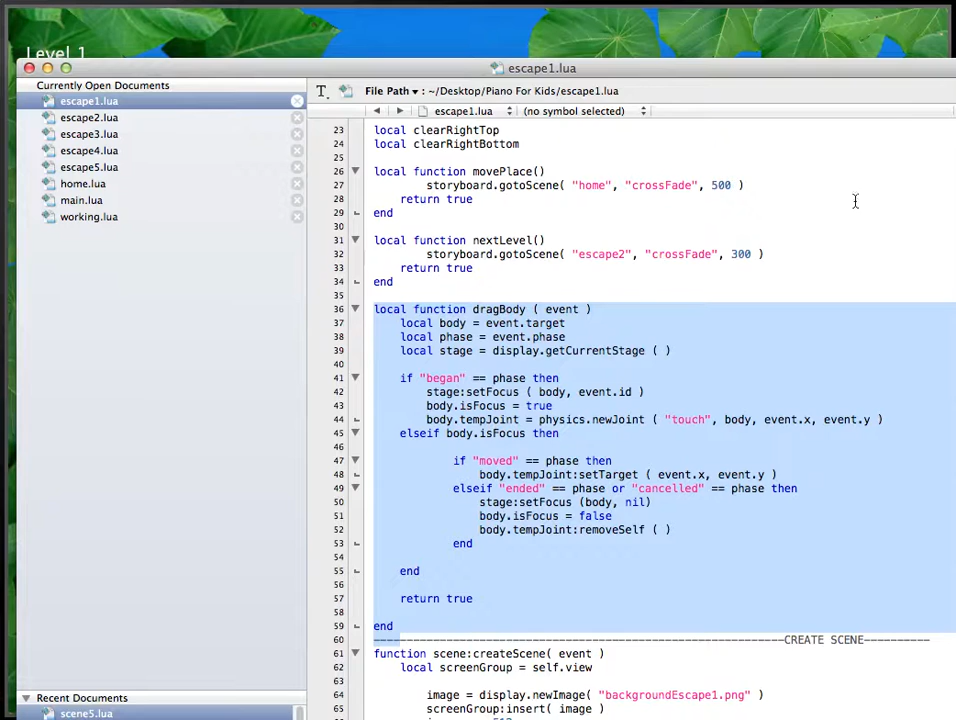 Level 1
escape1.lua
Currently Open Documents
escape1.lua
escape2.lua
escape3.lua
escape4.lua
escape5.lua
home.lua
main.lua
working.lua
Recent Documents
scene5.lua
File Path ▾ : ~/Desktop/Piano For Kids/escape1.lua
escape1.lua (no symbol selected)
23 local clearRightTop
24 local clearRightBottom
25
26 local function movePlace()
27 storyboard.gotoScene( "home", "crossFade", 500 )
28 return true
29 end
30
31 local function nextLevel()
32 storyboard.gotoScene( "escape2", "crossFade", 300 )
33 return true
34 end
35
36 local function dragBody ( event )
37 local body = event.target
38 local phase = event.phase
39 local stage = display.getCurrentStage ( )
40
41 if "began" == phase then
42 stage:setFocus ( body, event.id )
43 body.isFocus = true
44 body.tempJoint = physics.newJoint ( "touch", body, event.x, event.y )
45 elseif body.isFocus then
46
47 if "moved" == phase then
48 body.tempJoint:setTarget ( event.x, event.y )
49 elseif "ended" == phase or "cancelled" == phase then
50 stage:setFocus (body, nil)
51 body.isFocus = false
52 body.tempJoint:removeSelf ( )
53 end
54
55 end
56
57 return true
58
59 end
60 --------------------------------------------------------------CREATE SCENE----------
61 function scene:createScene( event )
62 local screenGroup = self.view
63
64 image = display.newImage( "backgroundEscape1.png" )
65 screenGroup:insert( image )